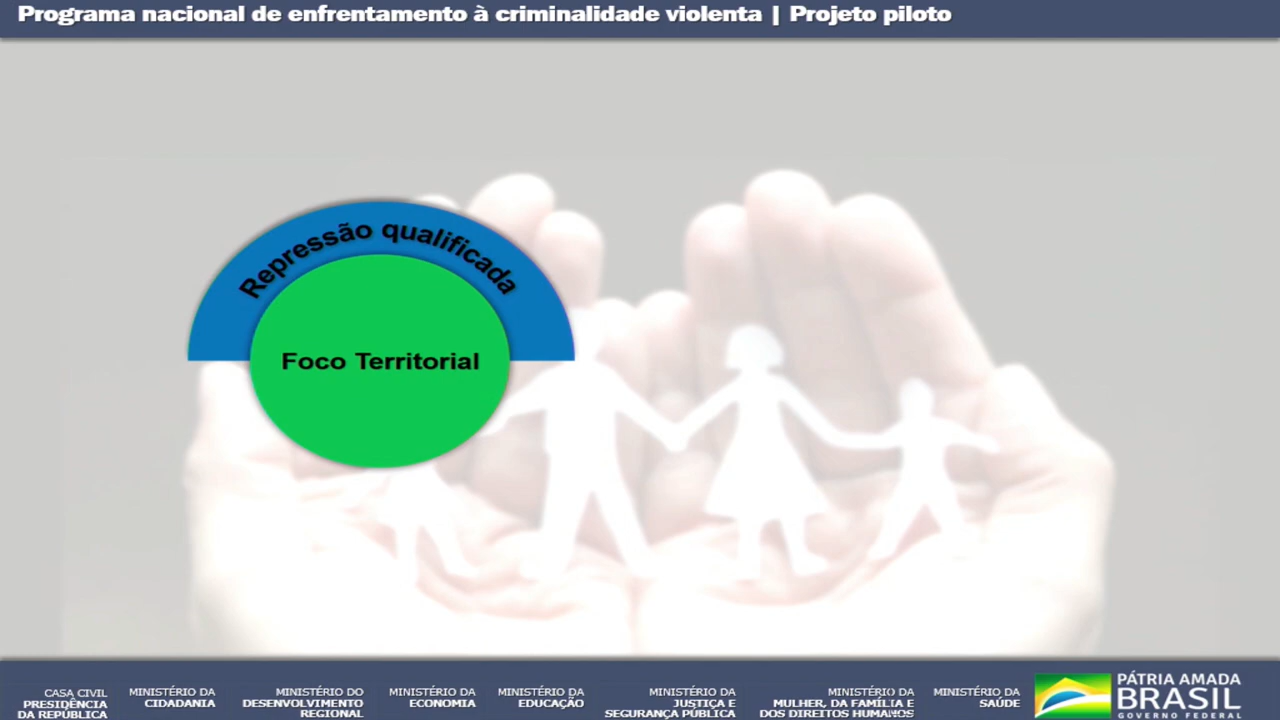 Programa nacional de enfrentamento à criminalidade violenta | Projeto piloto
Repressão qualificada
Foco Territorial
CASA CIVIL
PRESIDÊNCIA
DA REPÚBLICA
MINISTÉRIO DA
CIDADANIA
MINISTÉRIO DO
DESENVOLVIMENTO
REGIONAL
MINISTÉRIO DA
ECONOMIA
MINISTÉRIO DA
EDUCAÇÃO
MINISTÉRIO DA
JUSTIÇA E
SEGURANÇA PÚBLICA
MINISTÉRIO DA
MULHER, DA FAMÍLIA E
DOS DIREITOS HUMANOS
MINISTÉRIO DA
SAÚDE
PÁTRIA AMADA
BRASIL
GOVERNO FEDERAL